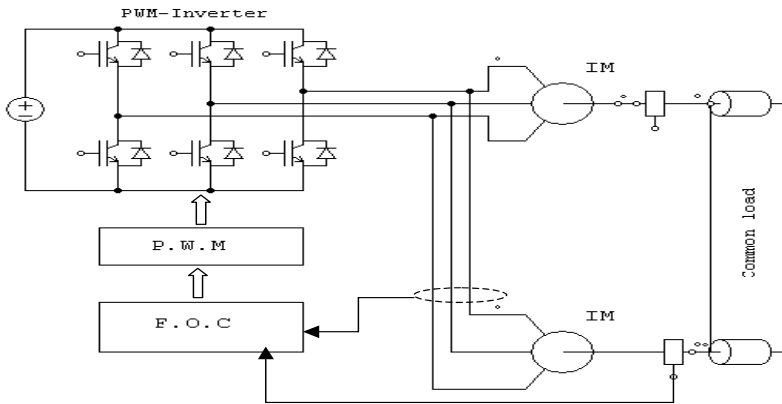 PWM-Inverter
IM
P.W.M
Common load
F.O.C
IM